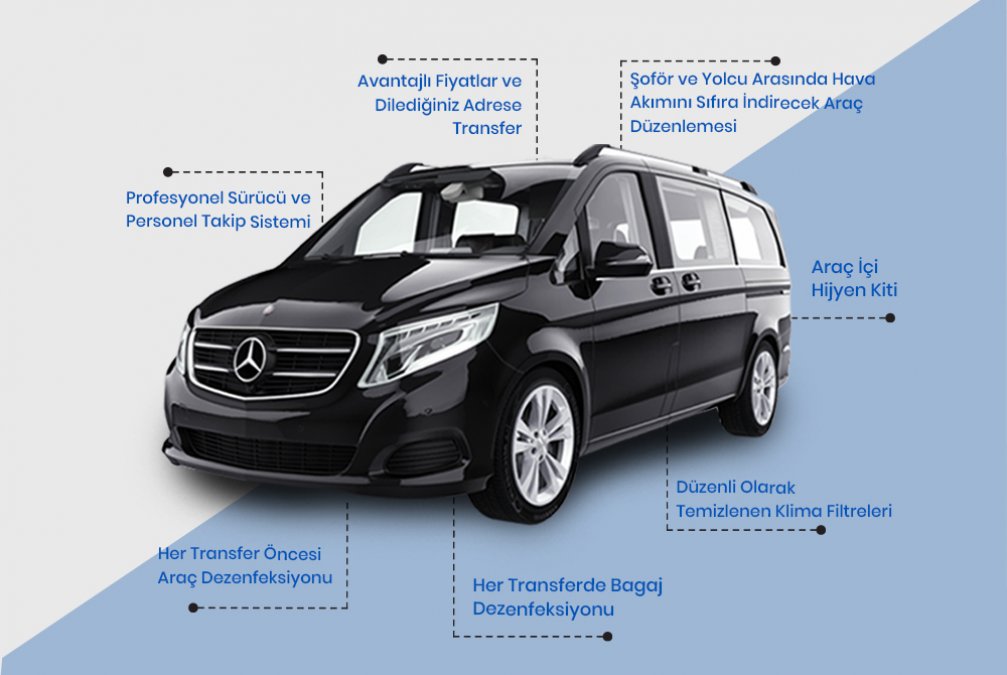 Avantajlı Fiyatlar ve
Dilediğiniz Adrese
Transfer
Şoför ve Yolcu Arasında Hava
Akımını Sıfıra İndirecek Araç
Düzenlemesi
Profesyonel Sürücü ve
Personel Takip Sistemi
Araç İçi
Hijyen Kiti
Düzenli Olarak
Temizlenen Klima Filtreleri
Her Transfer Öncesi
Araç Dezenfeksiyonu
Her Transferde Bagaj
Dezenfeksiyonu